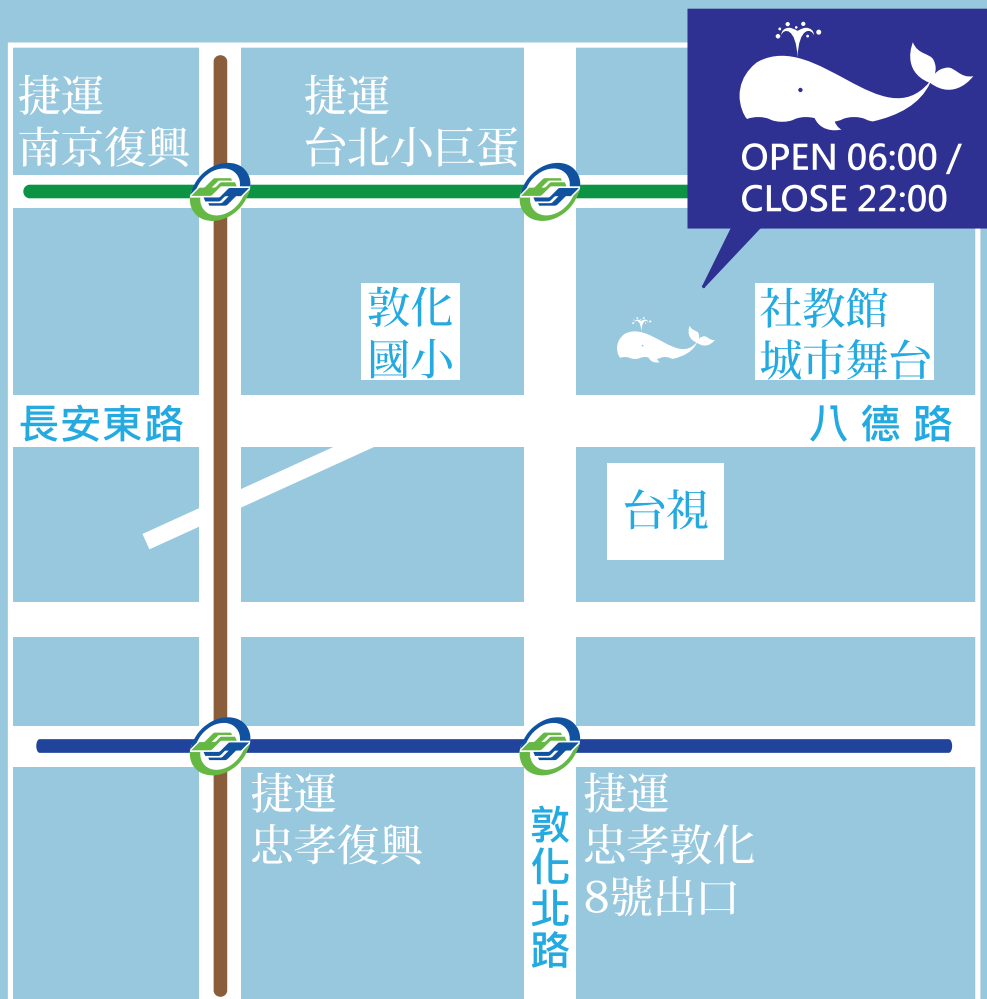 捷運
南京復興
捷運
台北小巨蛋
OPEN 06:00 /
CLOSE 22:00
敦化
國小
社教館
城市舞台
長安東路
八德路
台視
捷運
忠孝復興
敦化北路
捷運
忠孝敦化
8號出口